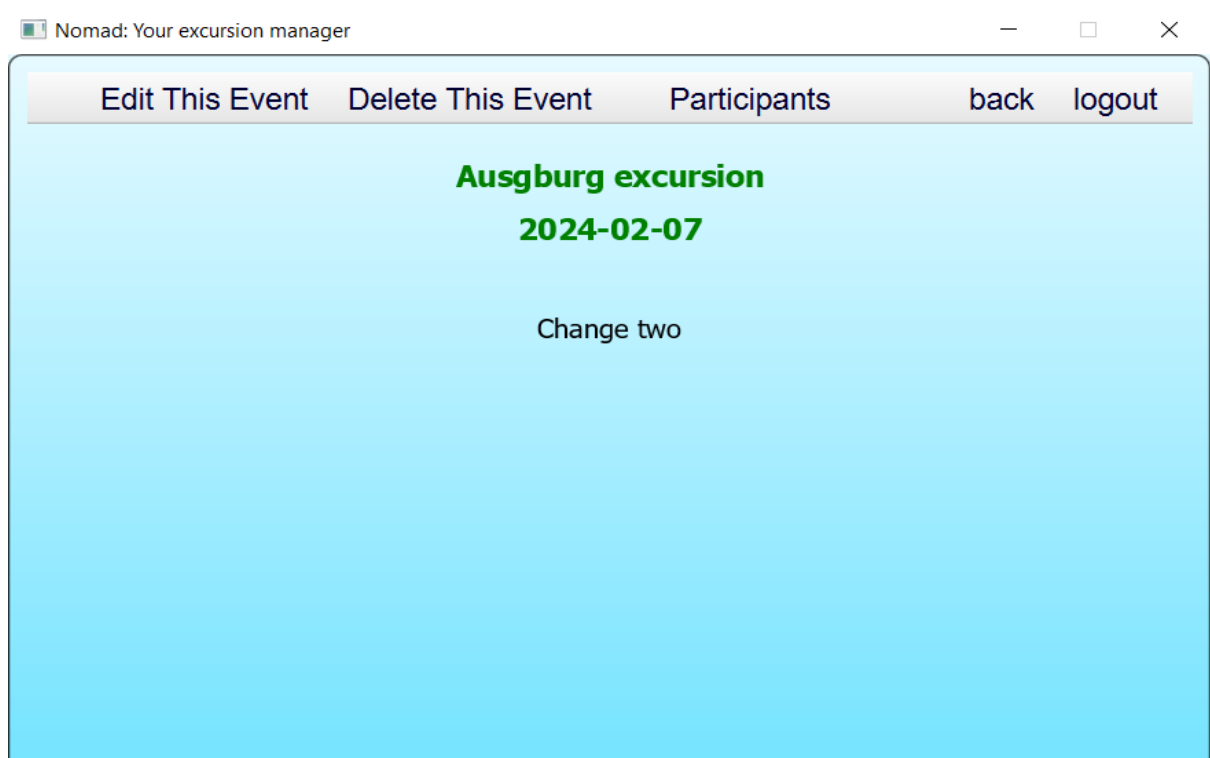 Nomad: Your excursion manager
Edit This Event Delete This Event Participants back logout
Ausgburg excursion
2024-02-07
Change two